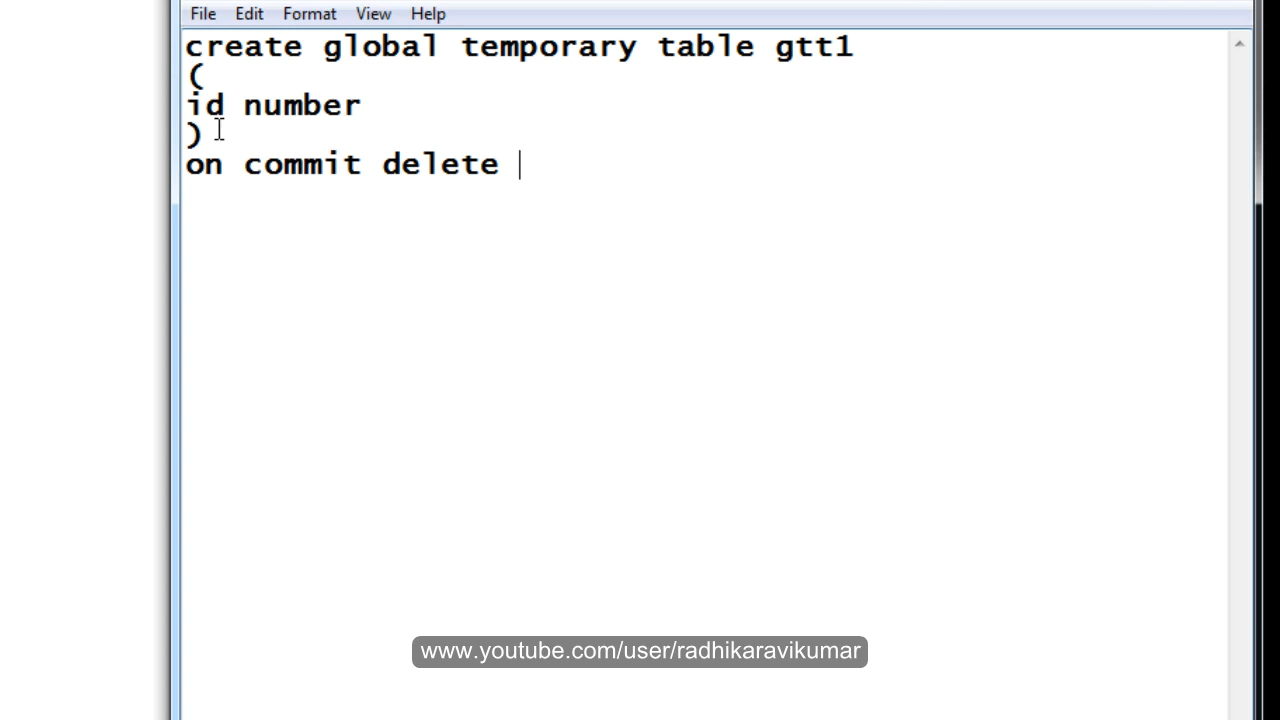 File Edit Format View Help
create global temporary table gtt1
(
id number
)
on commit delete
www.youtube.com/user/radhikaravikumar